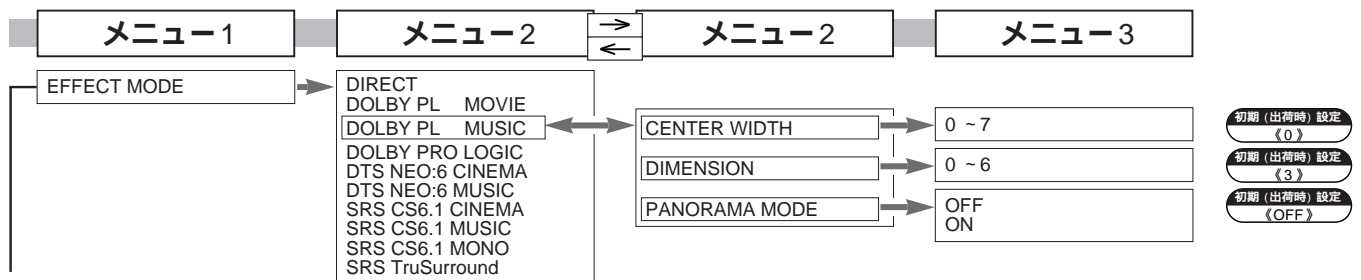 メニュー1
メニュー2
メニュー2
メニュー3
EFFECT MODE
DIRECT
DOLBY PL MOVIE
DOLBY PL MUSIC
DOLBY PRO LOGIC
DTS NEO:6 CINEMA
DTS NEO:6 MUSIC
SRS CS6.1 CINEMA
SRS CS6.1 MUSIC
SRS CS6.1 MONO
SRS TruSurround
CENTER WIDTH
0 ~ 7
初期（出荷時）設定
《0》
DIMENSION
0 ~ 6
初期（出荷時）設定
《3》
PANORAMA MODE
OFF
ON
初期（出荷時）設定
《OFF》